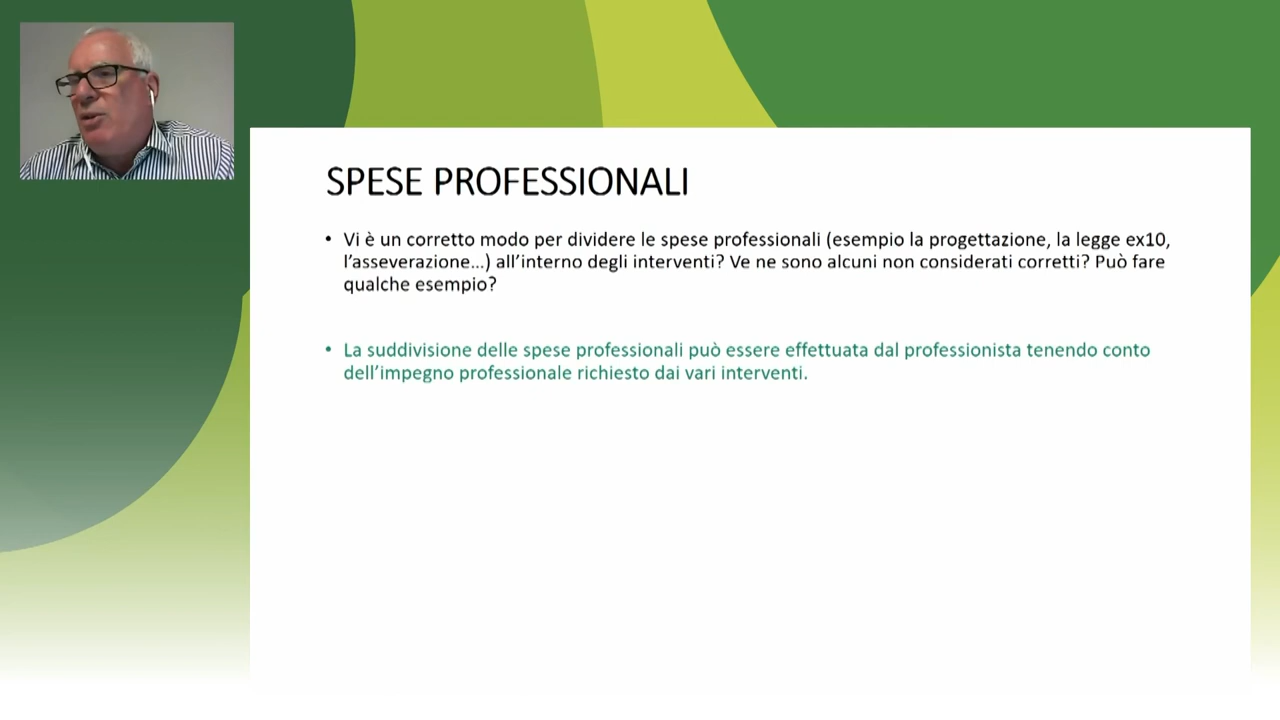 SPESE PROFESSIONALI
• Vi è un corretto modo per dividere le spese professionali (esempio la progettazione, la legge ex10,
l’asseverazione…) all’interno degli interventi? Ve ne sono alcuni non considerati corretti? Può fare
qualche esempio?
• La suddivisione delle spese professionali può essere effettuata dal professionista tenendo conto
dell’impegno professionale richiesto dai vari interventi.